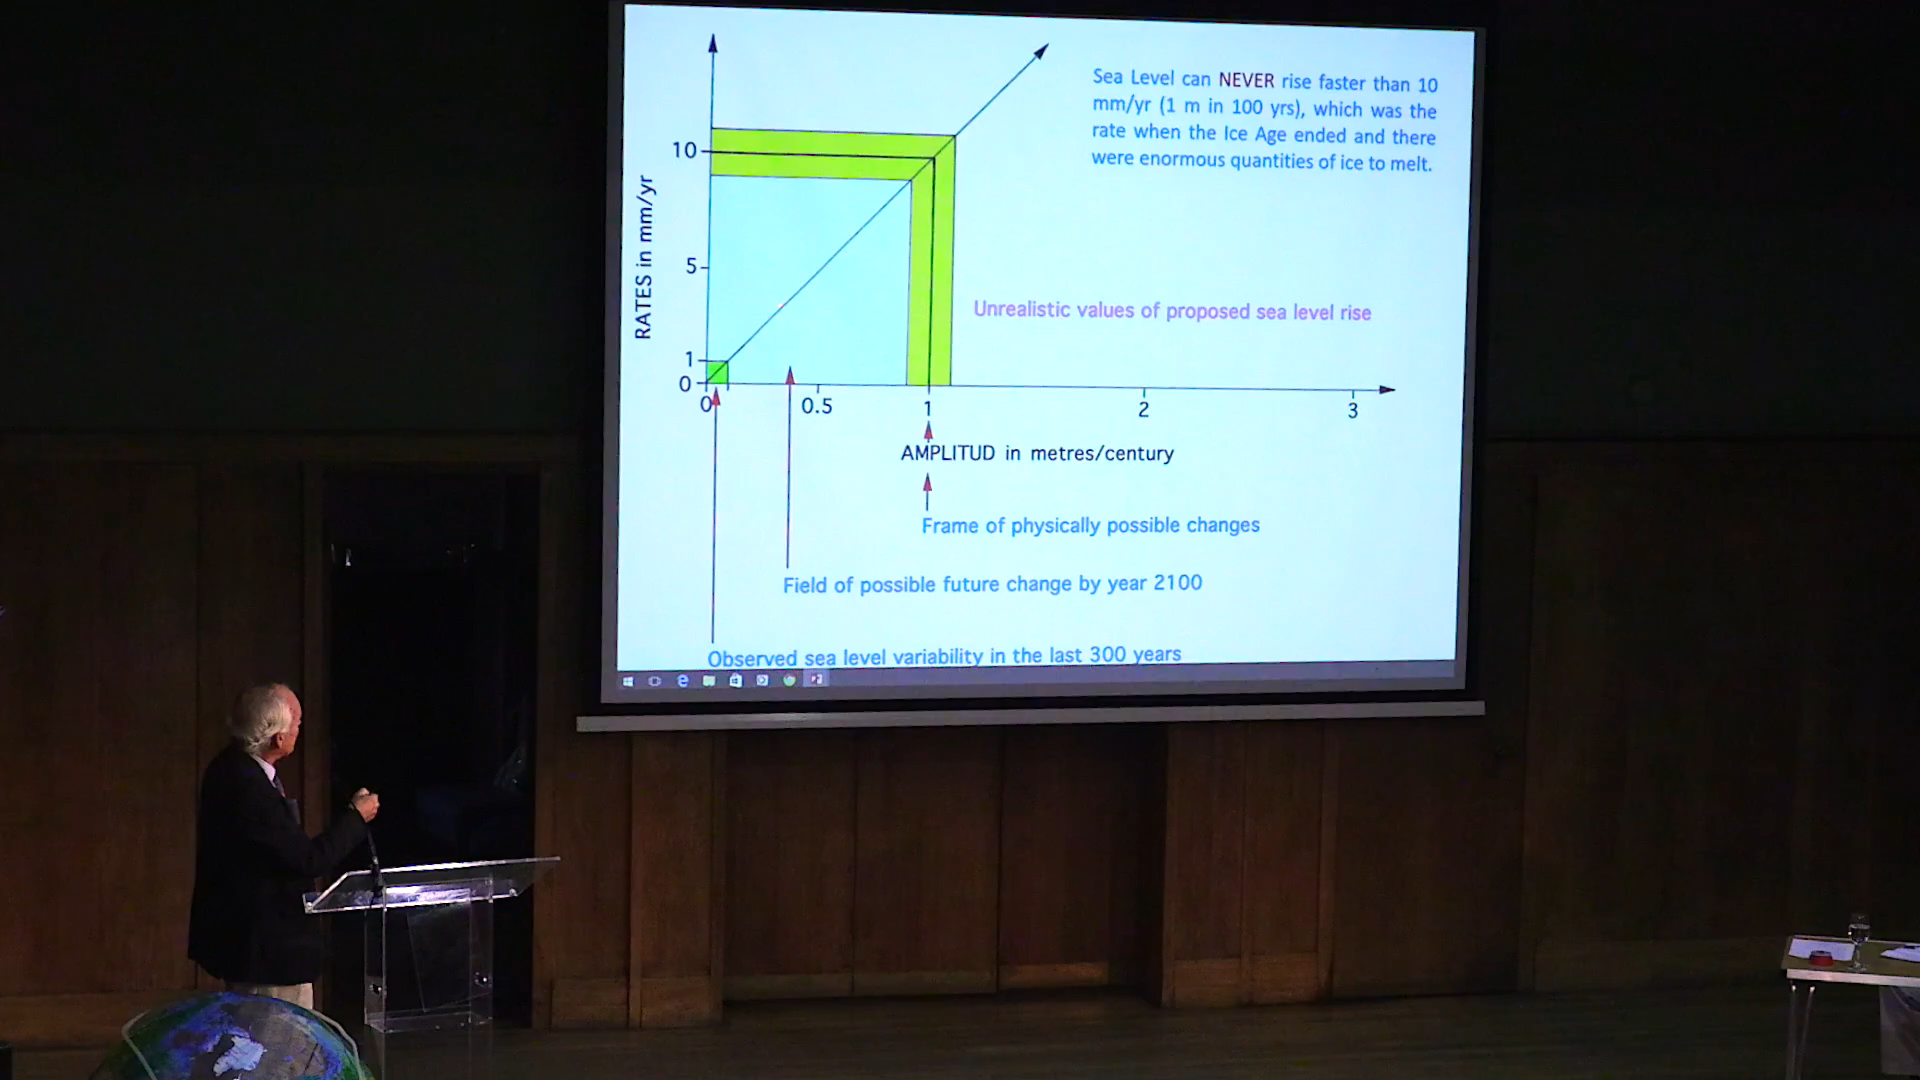 Sea Level can NEVER rise faster than 10
mm/yr (1 m in 100 yrs), which was the
rate when the Ice Age ended and there
were enormous quantities of ice to melt.
RATES in mm/yr
10
5
1
0
Unrealistic values of proposed sea level rise
0
0.5
1
2
3
AMPLITUD in metres/century
Frame of physically possible changes
Field of possible future change by year 2100
Observed sea level variability in the last 300 years